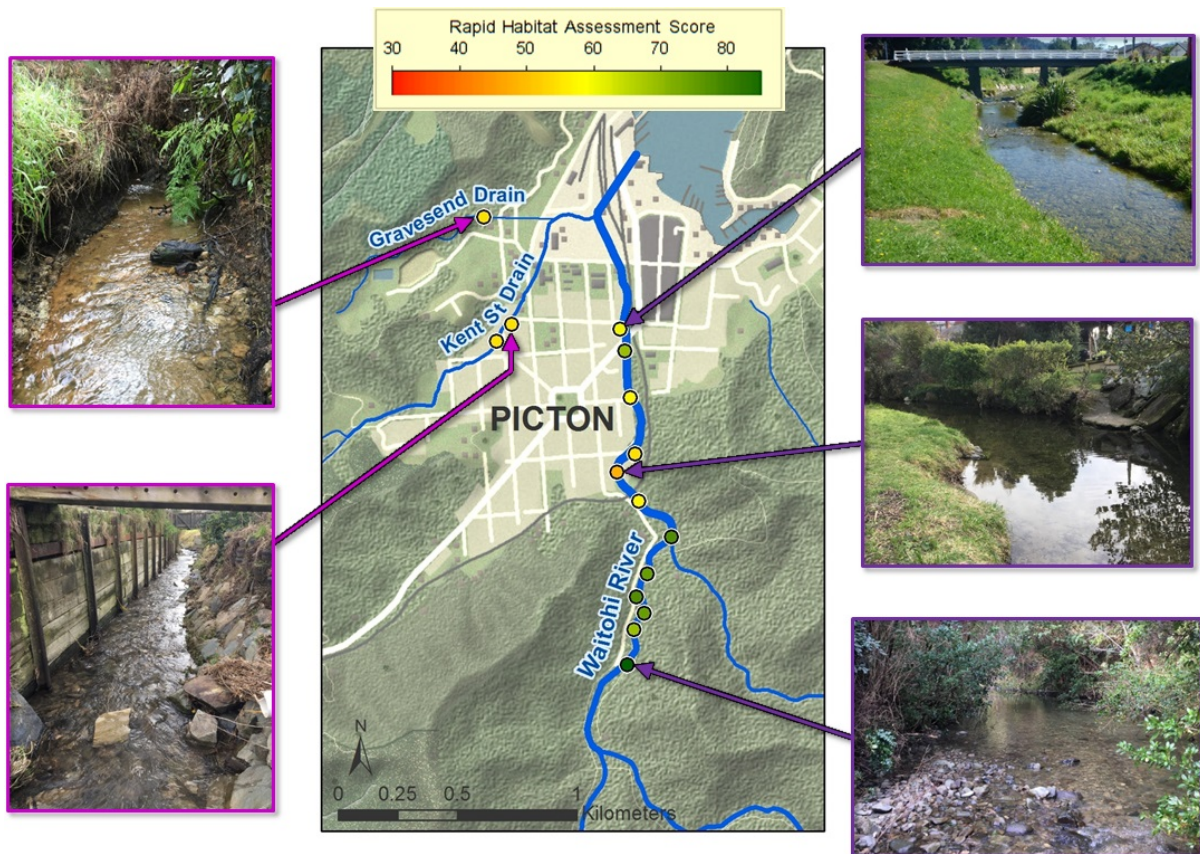 Rapid Habitat Assessment Score
30 40 50 60 70 80
Gravesend Drain
Kent St Drain
PICTON
Waitohi River
N
0 0.25 0.5 1
Kilometers